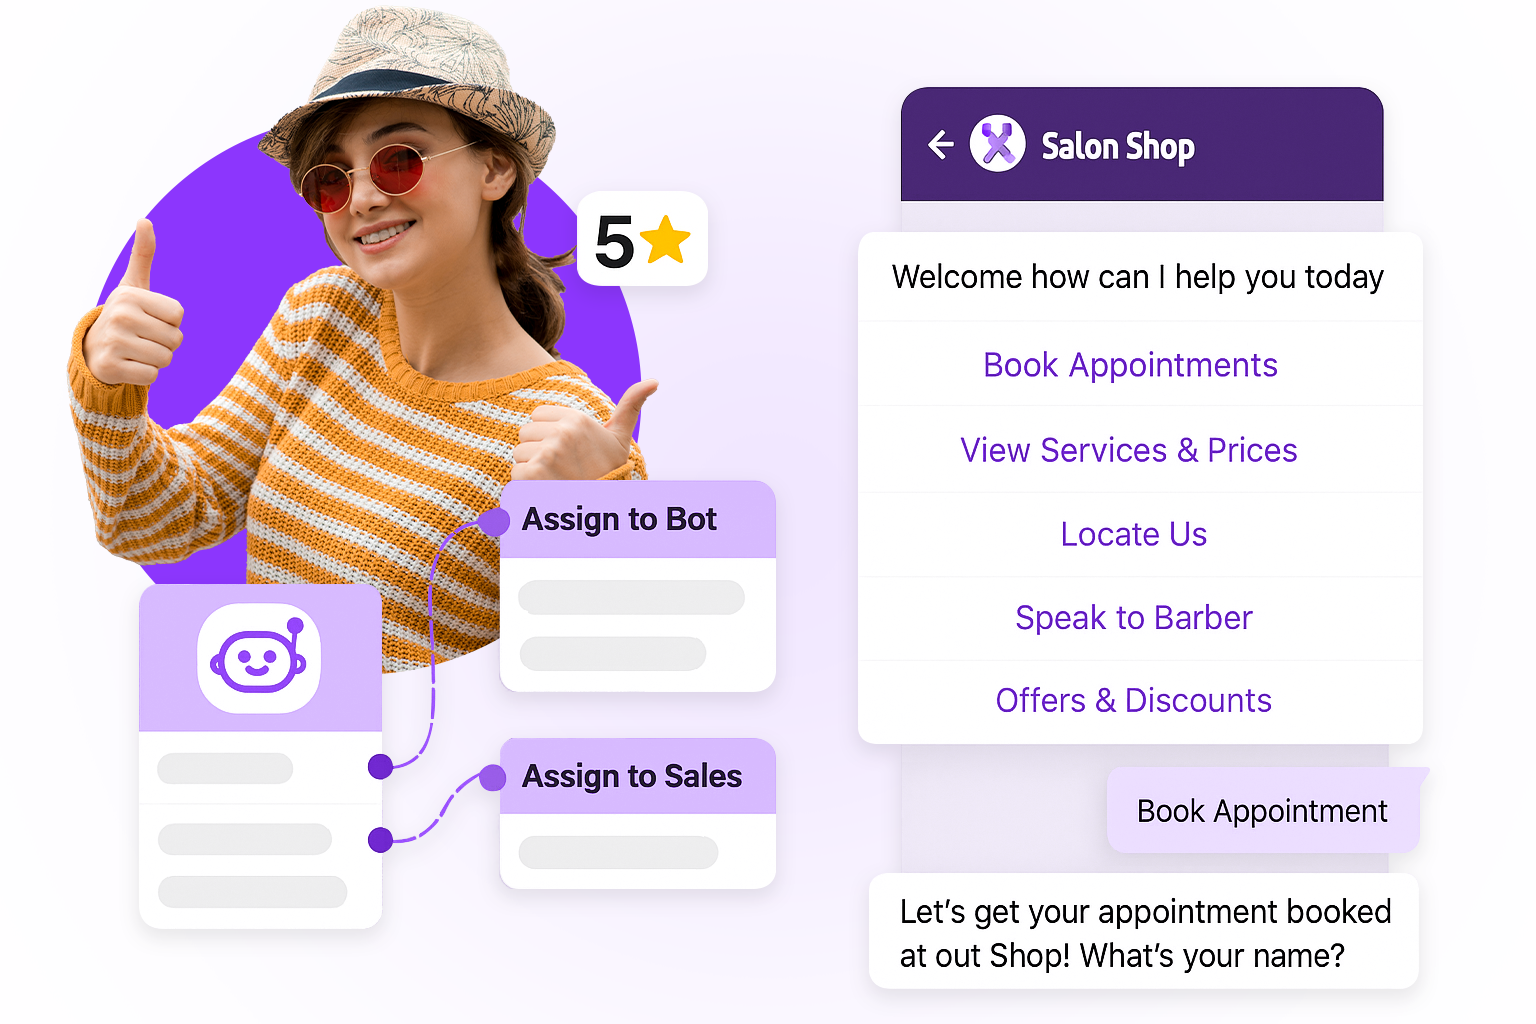 5
Assign to Bot
Assign to Sales
Salon Shop
Welcome how can I help you today
Book Appointments
View Services & Prices
Locate Us
Speak to Barber
Offers & Discounts
Book Appointment
Let’s get your appointment booked
at out Shop! What’s your name?